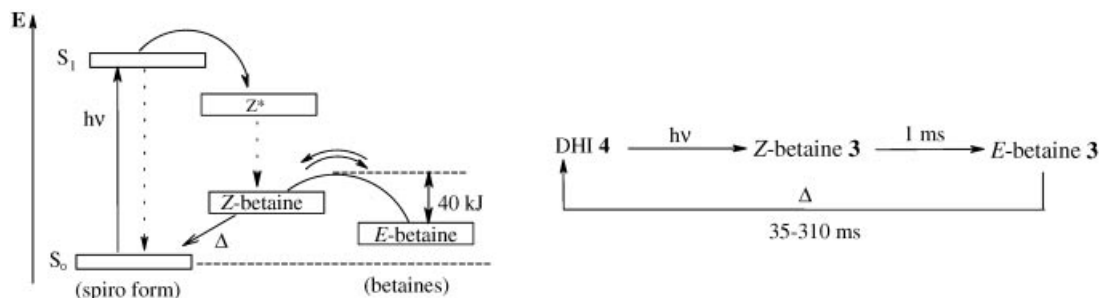 E
S₁
hν
Z*
Z-betaine
40 kJ
E-betaine
Δ
Sₒ
(spiro form)
(betaines)
DHI 4
hν
Z-betaine 3
1 ms
E-betaine 3
Δ
35-310 ms